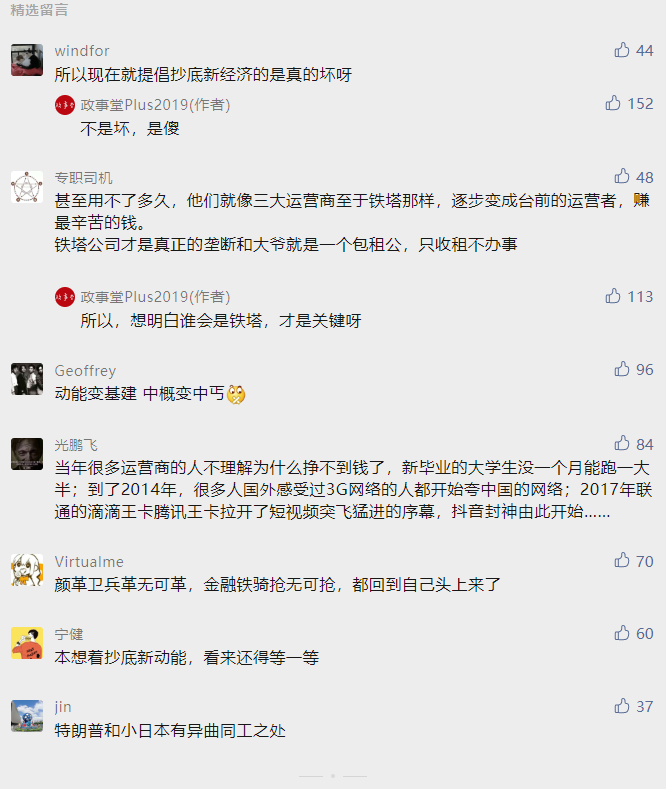 精选留言
windfor 44
所以现在就提倡抄底新经济的是真的坏呀
政事堂Plus2019(作者) 152
不是坏，是傻
专职司机 48
甚至用不了多久，他们就像三大运营商至于铁塔那样，逐步变成台前的运营者，赚
最辛苦的钱。
铁塔公司才是真正的垄断和大爷就是一个包租公，只收租不办事
政事堂Plus2019(作者) 113
所以，想明白谁会是铁塔，才是关键呀
Geoffrey 96
动能变基建 中概变中丐
光鹏飞 84
当年很多运营商的人不理解为什么挣不到钱了，新毕业的大学生没一个月能跑一大
半；到了2014年，很多人国外感受过3G网络的人都开始夸中国的网络；2017年联
通的滴滴王卡腾讯王卡拉开了短视频突飞猛进的序幕，抖音封神由此开始……
Virtualme 70
颜革卫兵革无可革，金融铁骑抢无可抢，都回到自己头上来了
宁健 60
本想着抄底新动能，看来还得等一等
jin 37
特朗普和小日本有异曲同工之处